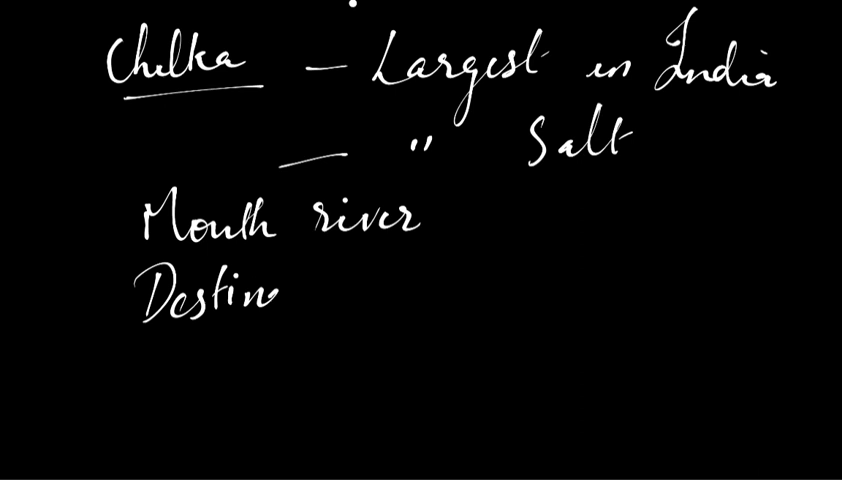 Chilka – Largest in India
— " Salt
Mouth river
Destin